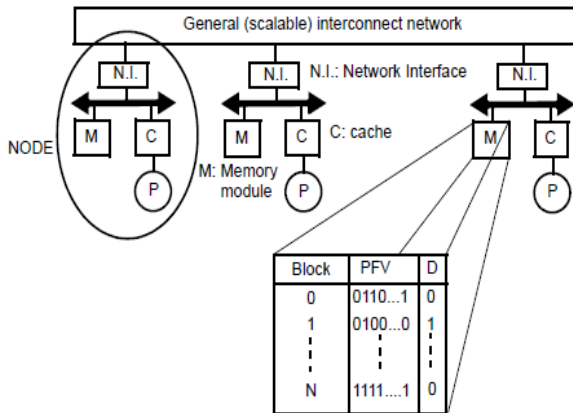 General (scalable) interconnect network
N.I.
N.I.
N.I.: Network Interface
N.I.
NODE
M
C
M
C
C: cache
M
C
M: Memory
module
P
P
P
Block PFV D
0 0110...1 0
1 0100...0 1
N 1111....1 0